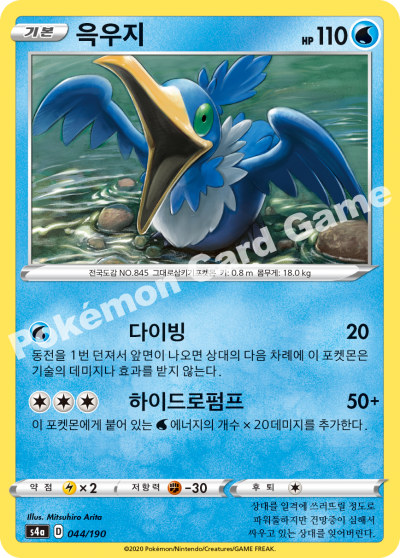 기본 윽우지 HP 110
Pokémon Card Game
전국도감 NO.845 그대로삼키기포켓몬 키: 0.8 m 몸무게: 18.0 kg
다이빙 20
동전을 1번 던져서 앞면이 나오면 상대의 다음 차례에 이 포켓몬은
기술의 데미지나 효과를 받지 않는다.
하이드로펌프 50+
이 포켓몬에게 붙어 있는 에너지의 개수 × 20데미지를 추가한다.
약점 ×2 저항력 -30 후퇴
Illus. Mitsuhiro Arita
s4a D 044/190
상대를 일격에 쓰러뜨릴 정도로
파워풀하지만 건망증이 심해서
싸우고 있는 상대를 잊어버린다.
©2020 Pokémon/Nintendo/Creatures/GAME FREAK.